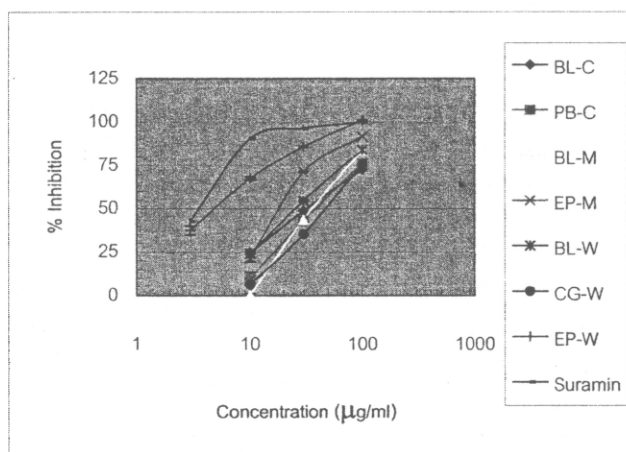 125
100
75
50
25
0
% Inhibition
1
10
100
1000
Concentration (μg/ml)
BL-C
PB-C
BL-M
EP-M
BL-W
CG-W
EP-W
Suramin